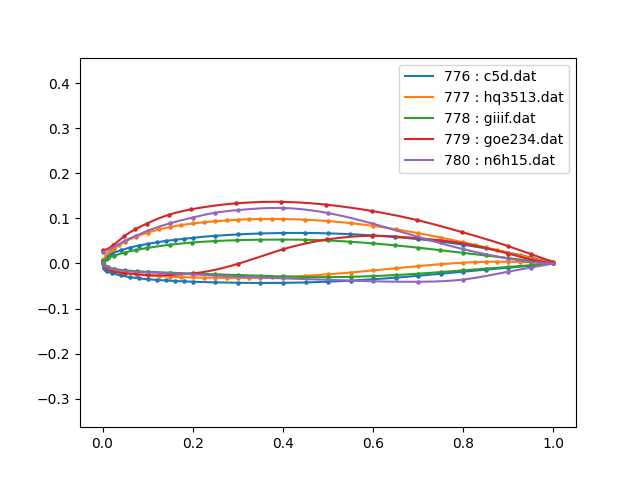 776 : c5d.dat
777 : hq3513.dat
778 : giiif.dat
779 : goe234.dat
780 : n6h15.dat
0.4
0.3
0.2
0.1
0.0
−0.1
−0.2
−0.3
0.0 0.2 0.4 0.6 0.8 1.0